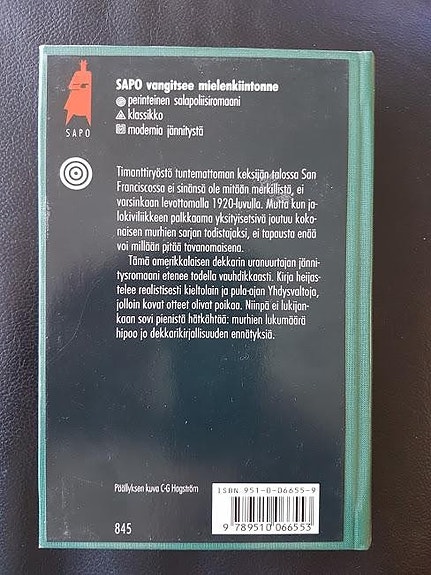 SAPO vangitsee mielenkiintonne
perinteinen salapoliisiromaani
klassikko
modernia jännitystä
SAPO
Timanttiryöstö tuntemattoman keksijän talossa San
Franciscossa ei sinänsä ole mitään merkillistä, ei
varsinkaan levottomalla 1920-luvulla. Mutta kun ja-
lokiviliikkeen palkkaama yksityisetsivä joutuu koko-
naisen murhien sarjan todistajaksi, ei tapausta enää
voi millään pitää tavanomaisena.
Tämä amerikkalaisen dekkarin uranuurtajan jänni-
tysromaani etenee todella vauhdikkaasti. Kirja heijas-
telee realistisesti kieltolain ja pula-ajan Yhdysvaltoja,
jolloin kovat otteet olivat poikaa. Niinpä ei lukijan-
kaan sovi pienistä hätkähtää: murhien lukumäärä
hipoo jo dekkarikirjallisuuden ennätyksiä.
Päällyksen kuva C-G Hagström
845
ISBN 951-0-06655-9
9 789510 066553